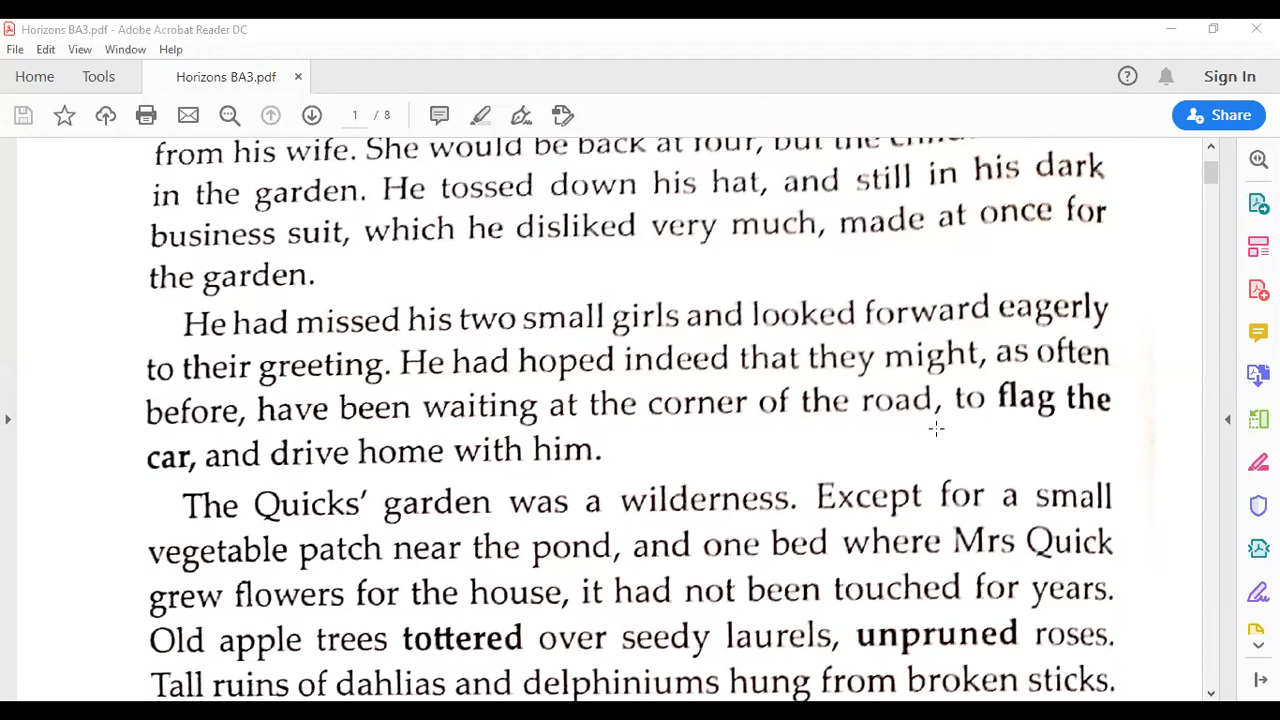 Horizons BA3.pdf - Adobe Acrobat Reader DC
File Edit View Window Help
Home Tools Horizons BA3.pdf × Sign In
1 / 8 Share
from his wife. She would be back at four, but the
in the garden. He tossed down his hat, and still in his dark
business suit, which he disliked very much, made at once for
the garden.
He had missed his two small girls and looked forward eagerly
to their greeting. He had hoped indeed that they might, as often
before, have been waiting at the corner of the road, to flag the
car, and drive home with him.
The Quicks’ garden was a wilderness. Except for a small
vegetable patch near the pond, and one bed where Mrs Quick
grew flowers for the house, it had not been touched for years.
Old apple trees tottered over seedy laurels, unpruned roses.
Tall ruins of dahlias and delphiniums hung from broken sticks.